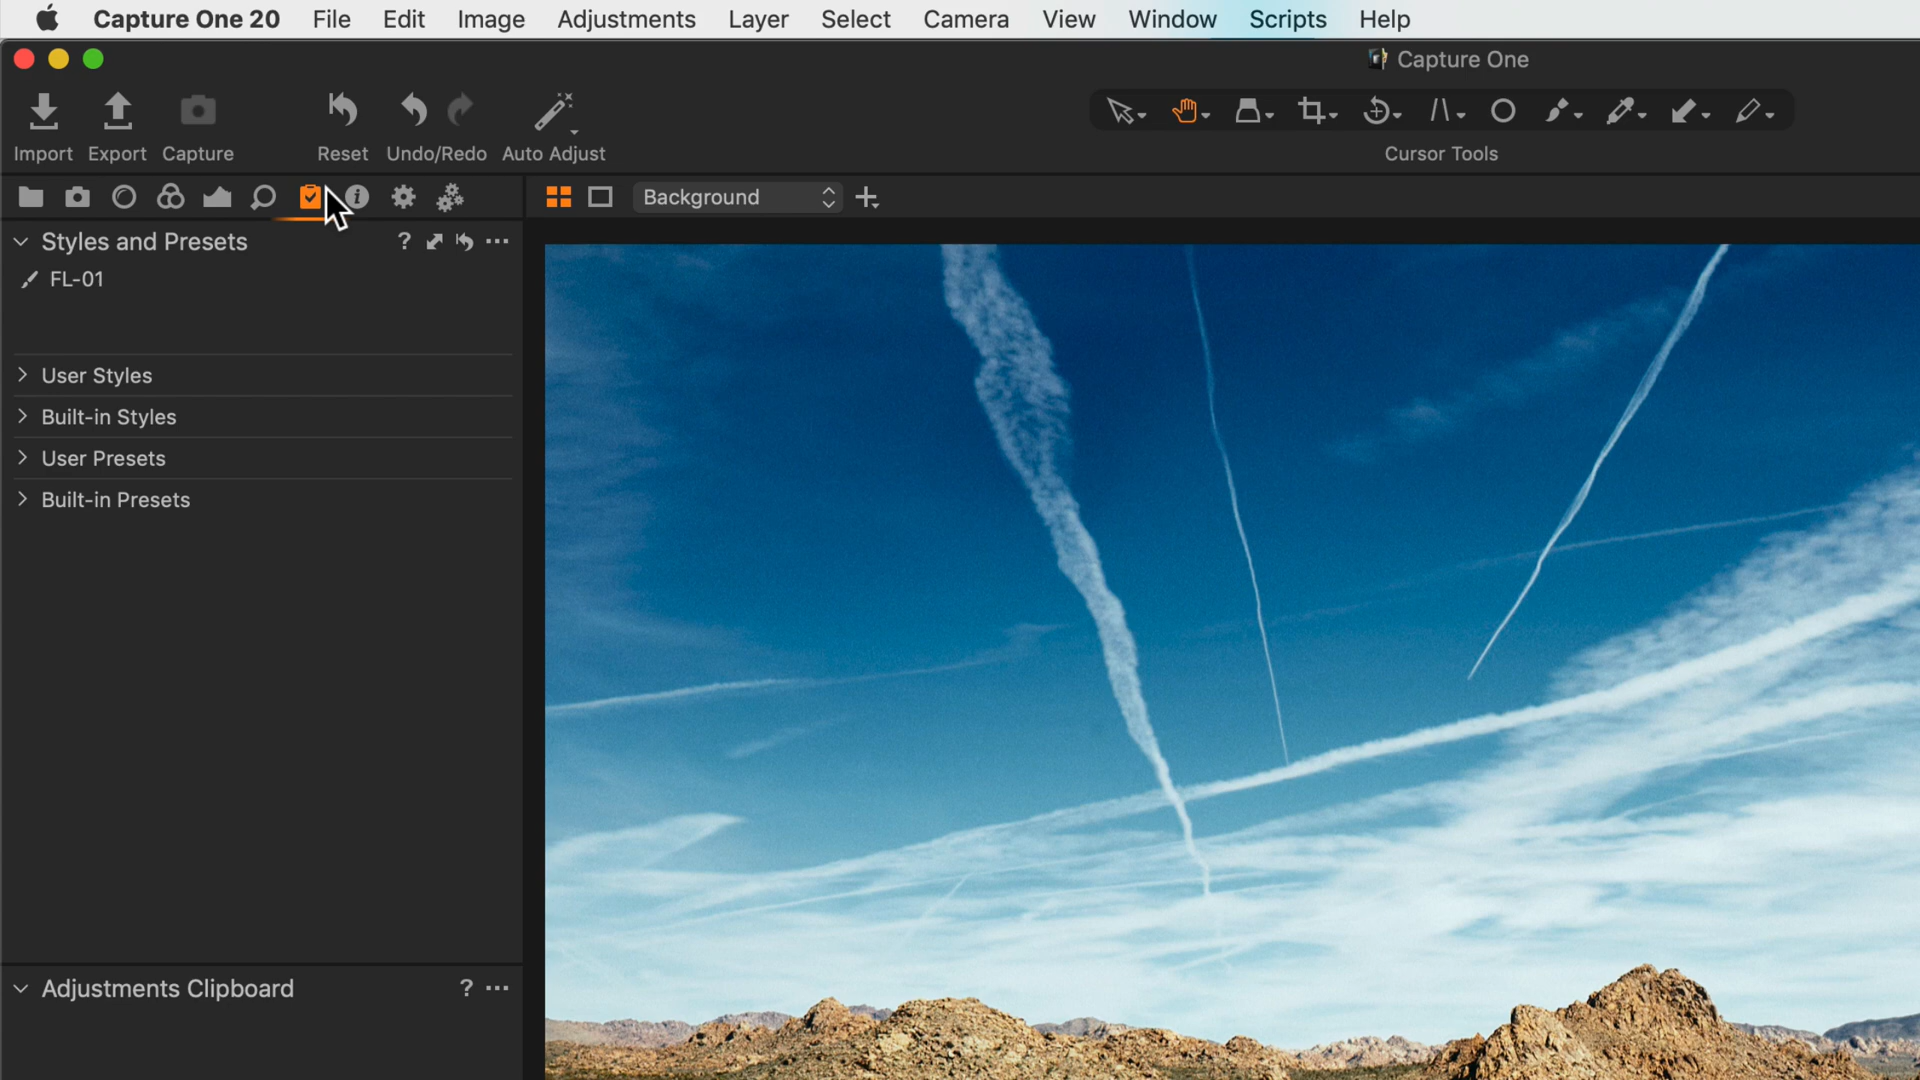 Capture One 20 File Edit Image Adjustments Layer Select Camera View Window Scripts Help
Capture One
Import Export Capture Reset Undo/Redo Auto Adjust Cursor Tools
Background
Styles and Presets ?
FL-01
User Styles
Built-in Styles
User Presets
Built-in Presets
Adjustments Clipboard ?